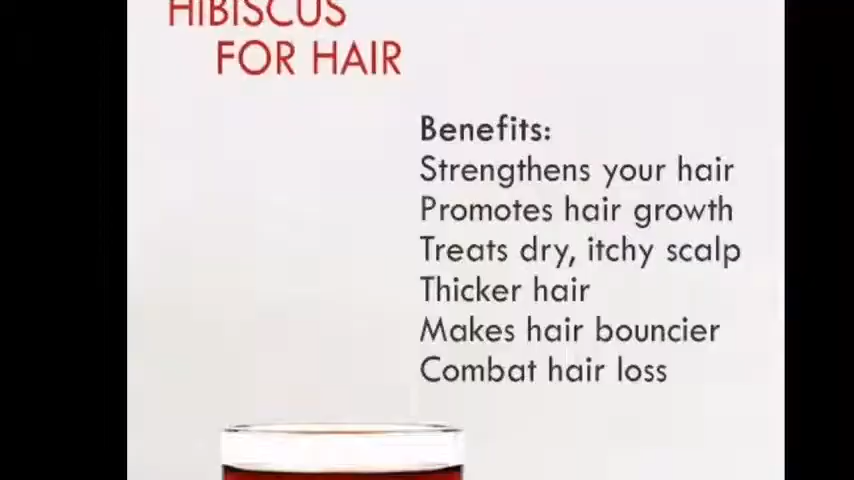 HIBISCUS
FOR HAIR
Benefits:
Strengthens your hair
Promotes hair growth
Treats dry, itchy scalp
Thicker hair
Makes hair bouncier
Combat hair loss